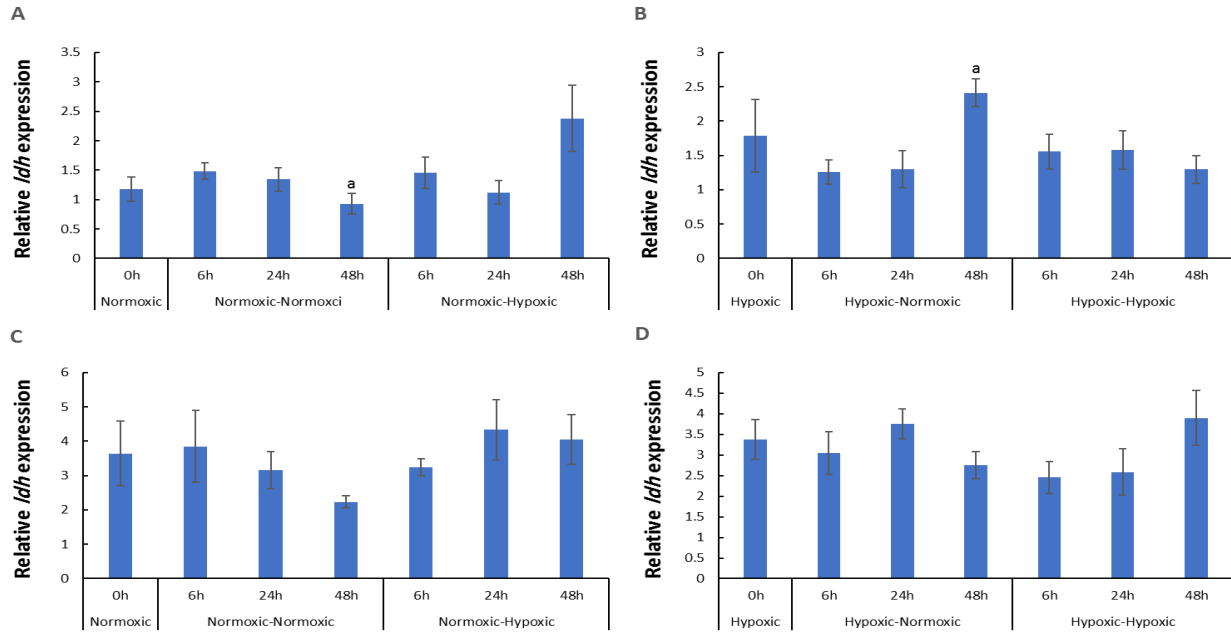 A
Relative ldh expression
3.5
3
2.5
2
1.5
1
0.5
0
a
0h 6h 24h 48h 6h 24h 48h
Normoxic Normoxic-Normoxci Normoxic-Hypoxic
B
Relative ldh expression
3
2.5
2
1.5
1
0.5
0
a
0h 6h 24h 48h 6h 24h 48h
Hypoxic Hypoxic-Normoxic Hypoxic-Hypoxic
C
Relative ldh expression
6
5
4
3
2
1
0
0h 6h 24h 48h 6h 24h 48h
Normoxic Normoxic-Normoxic Normoxic-Hypoxic
D
Relative ldh expression
5
4.5
4
3.5
3
2.5
2
1.5
1
0.5
0
0h 6h 24h 48h 6h 24h 48h
Hypoxic Hypoxic-Normoxic Hypoxic-Hypoxic